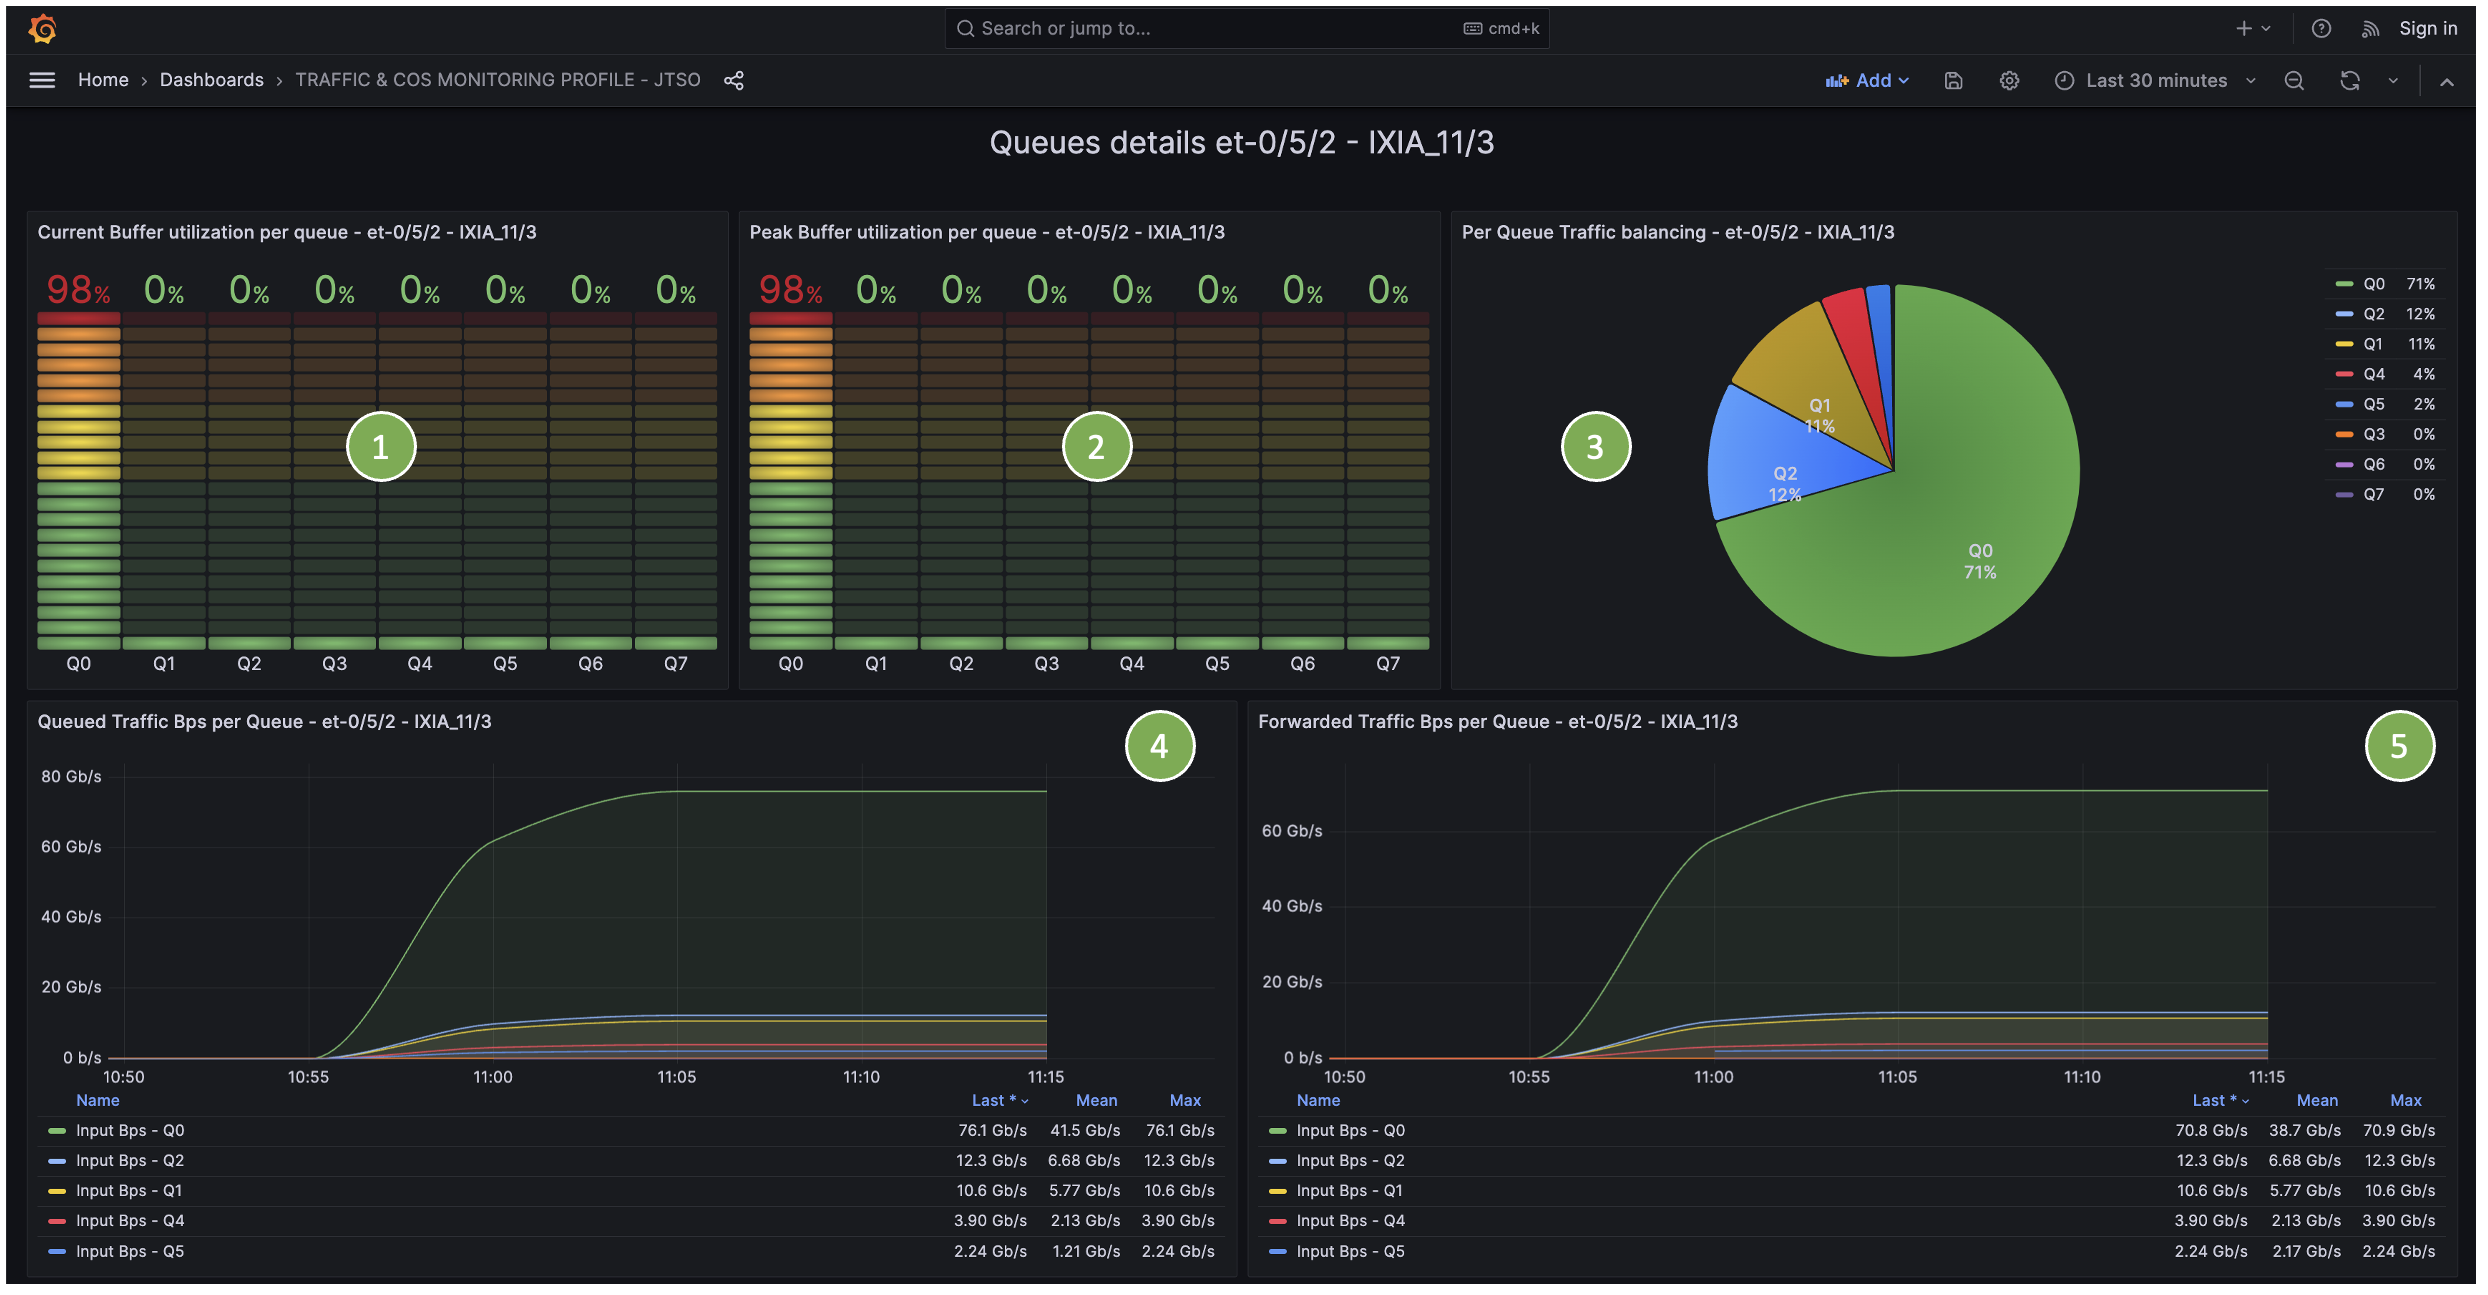 Search or jump to...
cmd+k
Sign in
Home › Dashboards › TRAFFIC & COS MONITORING PROFILE - JTSO
Add
Last 30 minutes
Queues details et-0/5/2 - IXIA_11/3
Current Buffer utilization per queue - et-0/5/2 - IXIA_11/3
98% 0% 0% 0% 0% 0% 0% 0%
1
Q0 Q1 Q2 Q3 Q4 Q5 Q6 Q7
Peak Buffer utilization per queue - et-0/5/2 - IXIA_11/3
98% 0% 0% 0% 0% 0% 0% 0%
2
Q0 Q1 Q2 Q3 Q4 Q5 Q6 Q7
Per Queue Traffic balancing - et-0/5/2 - IXIA_11/3
3
Q1
11%
Q2
12%
Q0
71%
Q0 71%
Q2 12%
Q1 11%
Q4 4%
Q5 2%
Q3 0%
Q6 0%
Q7 0%
Queued Traffic Bps per Queue - et-0/5/2 - IXIA_11/3
4
80 Gb/s
60 Gb/s
40 Gb/s
20 Gb/s
0 b/s
10:50 10:55 11:00 11:05 11:10 11:15
Name Last * Mean Max
Input Bps - Q0 76.1 Gb/s 41.5 Gb/s 76.1 Gb/s
Input Bps - Q2 12.3 Gb/s 6.68 Gb/s 12.3 Gb/s
Input Bps - Q1 10.6 Gb/s 5.77 Gb/s 10.6 Gb/s
Input Bps - Q4 3.90 Gb/s 2.13 Gb/s 3.90 Gb/s
Input Bps - Q5 2.24 Gb/s 1.21 Gb/s 2.24 Gb/s
Forwarded Traffic Bps per Queue - et-0/5/2 - IXIA_11/3
5
60 Gb/s
40 Gb/s
20 Gb/s
0 b/s
10:50 10:55 11:00 11:05 11:10 11:15
Name Last * Mean Max
Input Bps - Q0 70.8 Gb/s 38.7 Gb/s 70.9 Gb/s
Input Bps - Q2 12.3 Gb/s 6.68 Gb/s 12.3 Gb/s
Input Bps - Q1 10.6 Gb/s 5.77 Gb/s 10.6 Gb/s
Input Bps - Q4 3.90 Gb/s 2.13 Gb/s 3.90 Gb/s
Input Bps - Q5 2.24 Gb/s 2.17 Gb/s 2.24 Gb/s